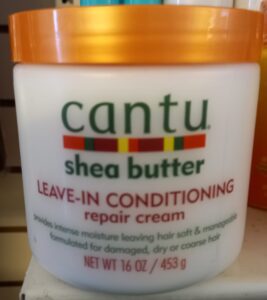 cantu
shea butter
LEAVE-IN CONDITIONING
repair cream
provides intense moisture leaving hair soft & manageable
formulated for damaged, dry or coarse hair
NET WT 16 OZ / 453 g